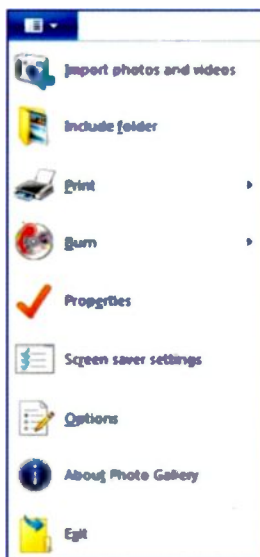 Import photos and videos
Include folder
Print
Burn
Properties
Screen saver settings
Options
About Photo Gallery
Exit